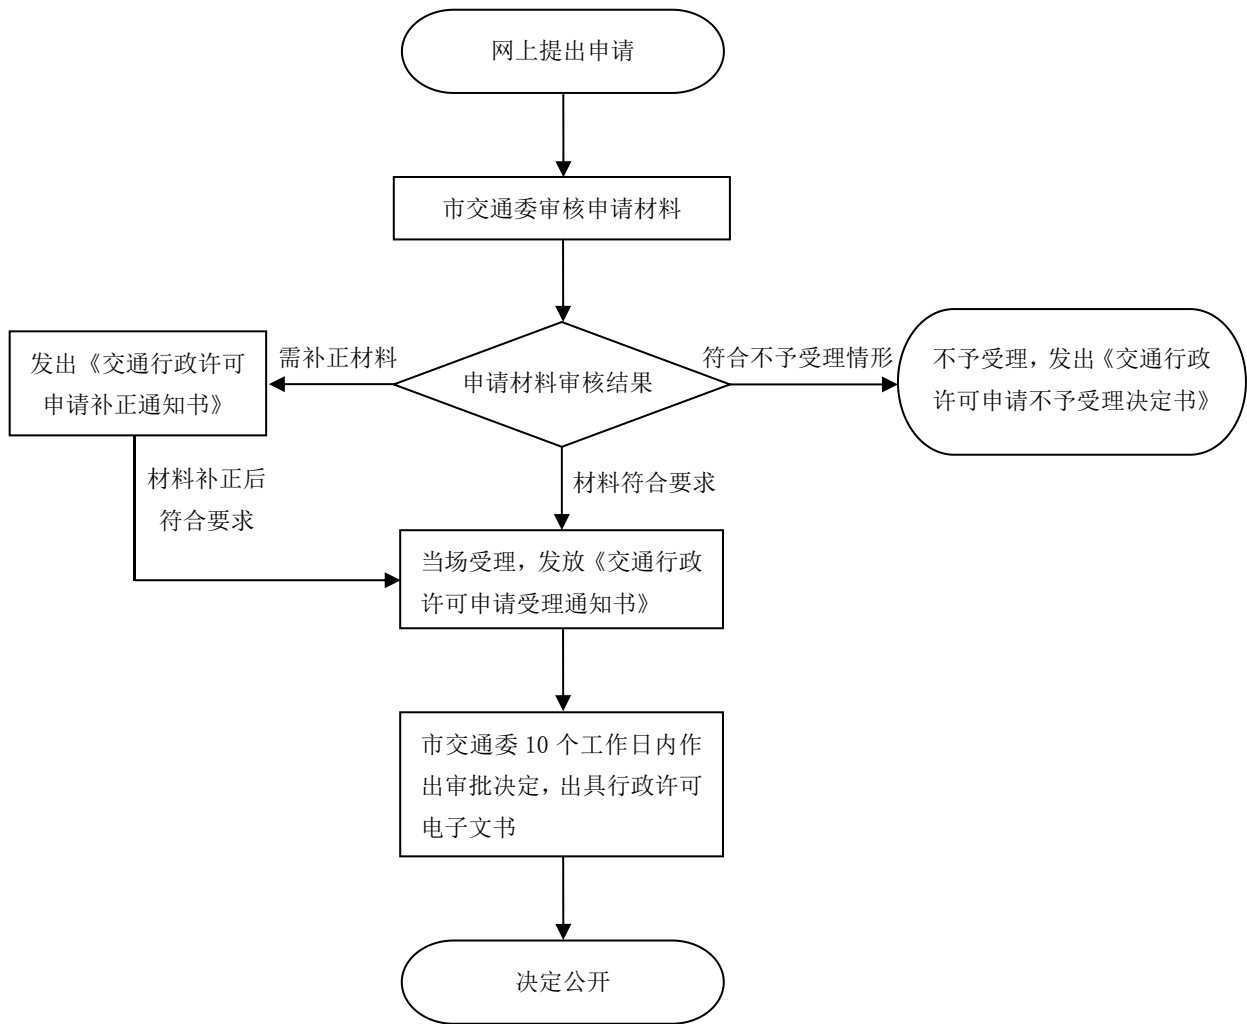 网上提出申请
市交通委审核申请材料
发出《交通行政许可
申请补正通知书》
需补正材料
申请材料审核结果
符合不予受理情形
不予受理，发出《交通行政
许可申请不予受理决定书》
材料补正后
符合要求
材料符合要求
当场受理，发放《交通行政
许可申请受理通知书》
市交通委 10 个工作日内作
出审批决定，出具行政许可
电子文书
决定公开